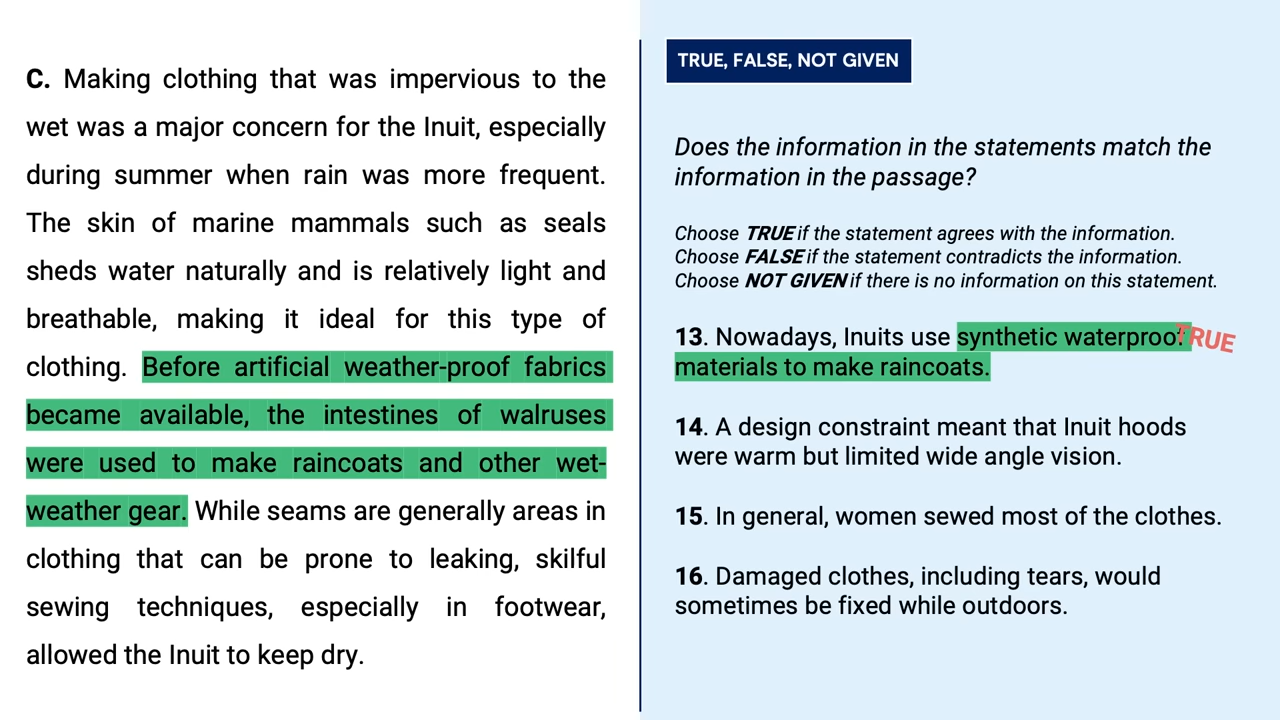 C. Making clothing that was impervious to the
wet was a major concern for the Inuit, especially
during summer when rain was more frequent.
The skin of marine mammals such as seals
sheds water naturally and is relatively light and
breathable, making it ideal for this type of
clothing. Before artificial weather-proof fabrics
became available, the intestines of walruses
were used to make raincoats and other wet-
weather gear. While seams are generally areas in
clothing that can be prone to leaking, skilful
sewing techniques, especially in footwear,
allowed the Inuit to keep dry.
TRUE, FALSE, NOT GIVEN
Does the information in the statements match the
information in the passage?
Choose TRUE if the statement agrees with the information.
Choose FALSE if the statement contradicts the information.
Choose NOT GIVEN if there is no information on this statement.
13. Nowadays, Inuits use synthetic waterproof TRUE
materials to make raincoats.
14. A design constraint meant that Inuit hoods
were warm but limited wide angle vision.
15. In general, women sewed most of the clothes.
16. Damaged clothes, including tears, would
sometimes be fixed while outdoors.